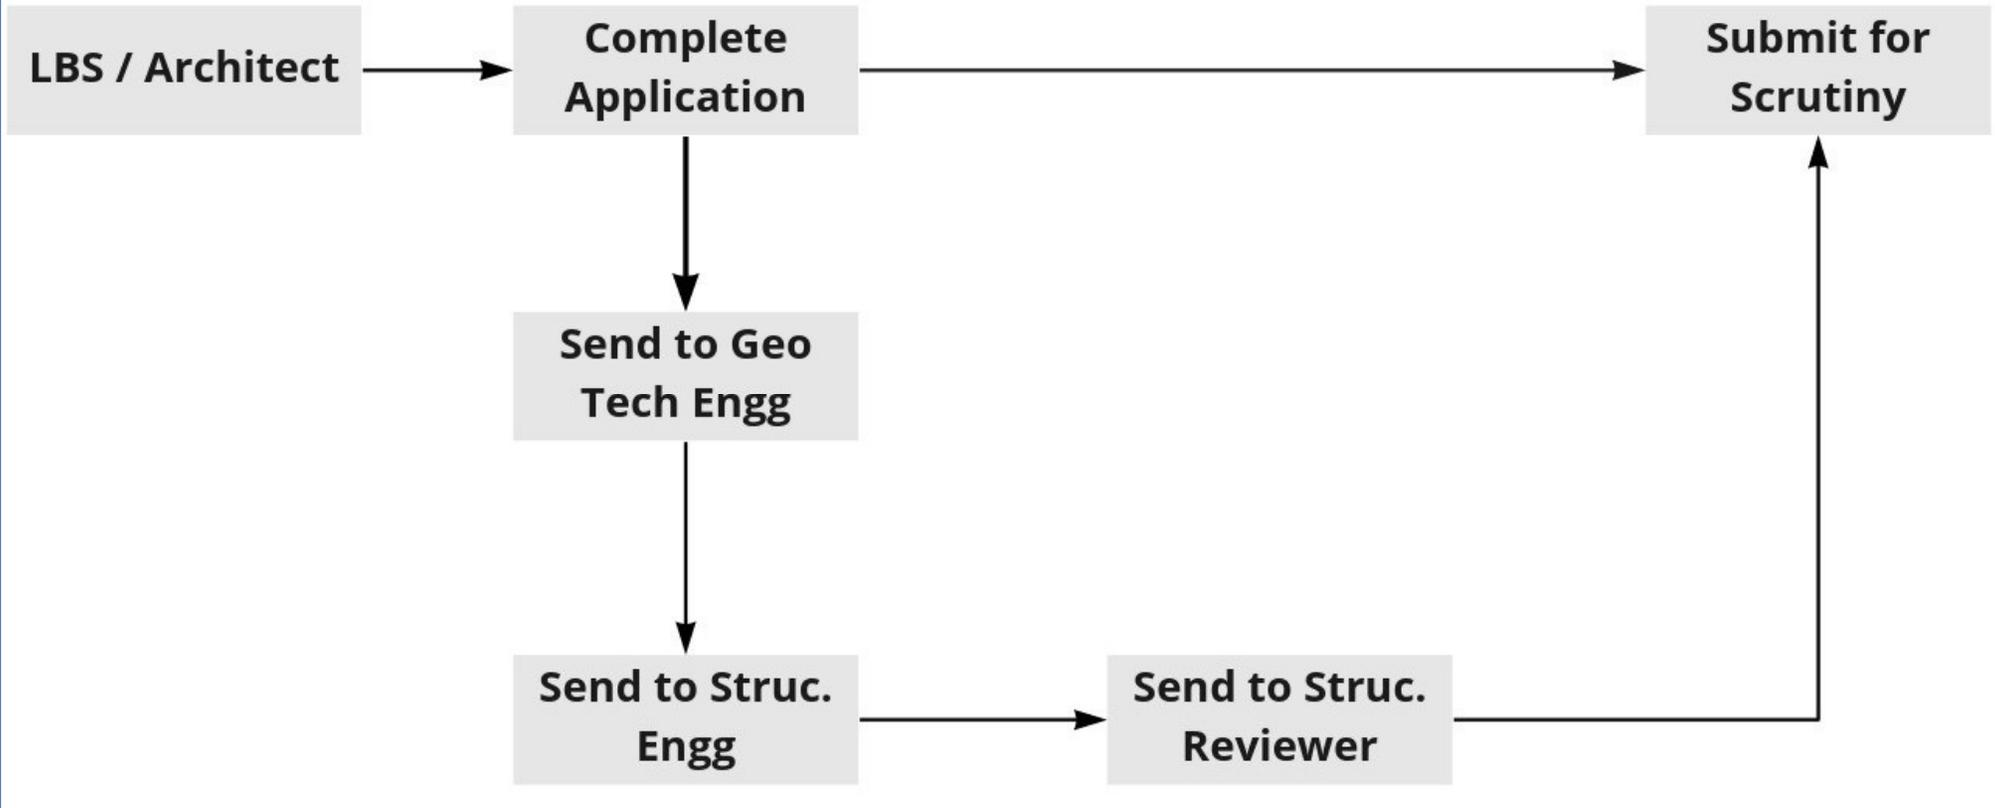 LBS / Architect
Complete
Application
Submit for
Scrutiny
Send to Geo
Tech Engg
Send to Struc.
Engg
Send to Struc.
Reviewer